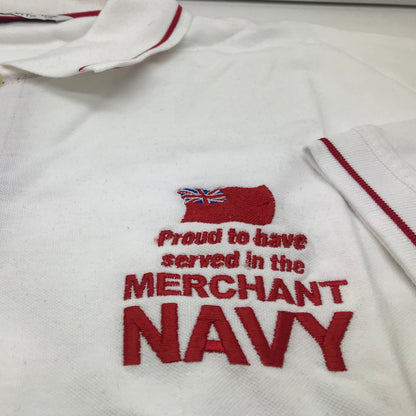 Proud to have
served in the
MERCHANT
NAVY